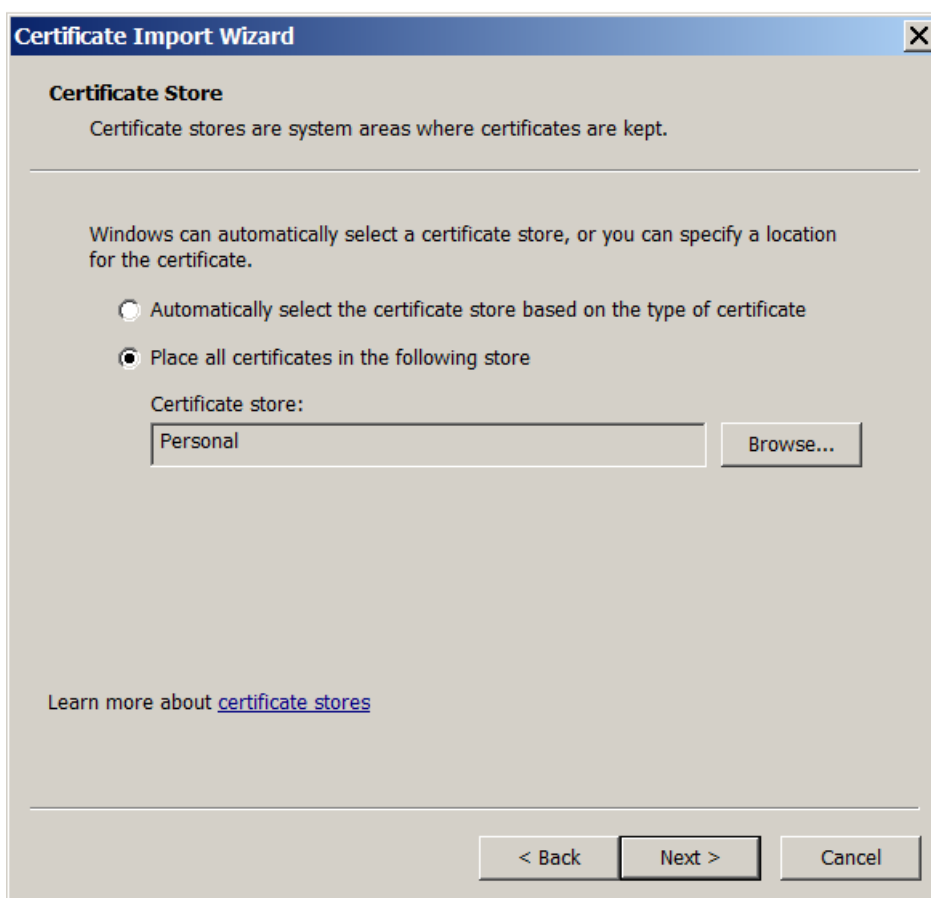 Certificate Import Wizard
Certificate Store
Certificate stores are system areas where certificates are kept.
Windows can automatically select a certificate store, or you can specify a location
for the certificate.
Automatically select the certificate store based on the type of certificate
Place all certificates in the following store
Certificate store:
Personal
Browse...
Learn more about certificate stores
< Back
Next >
Cancel